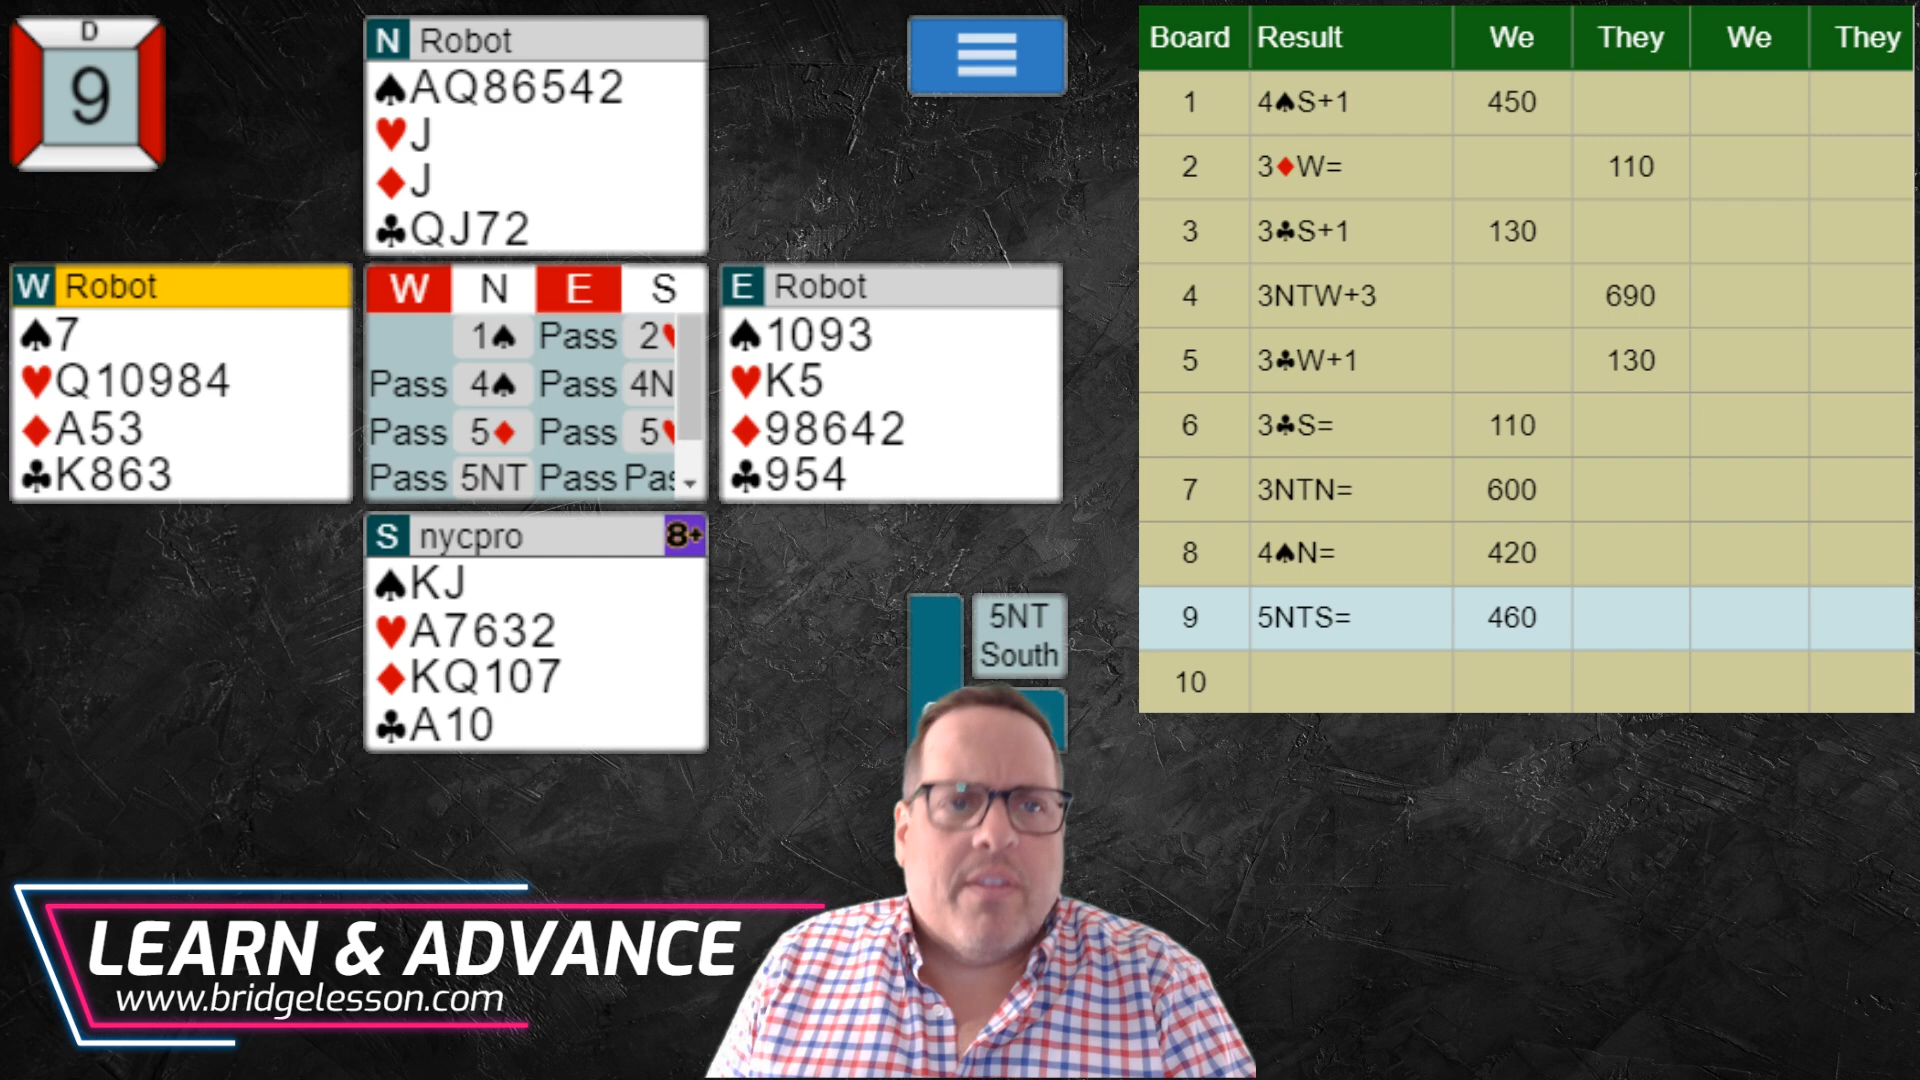 D
9
N Robot
♠AQ86542
♥J
♦J
♣QJ72
W Robot
♠7
♥Q10984
♦A53
♣K863
W N E S
1♠ Pass 2♥
Pass 4♠ Pass 4N
Pass 5♦ Pass 5♥
Pass 5NT Pass Pas
E Robot
♠1093
♥K5
♦98642
♣954
S nycpro 8+
♠KJ
♥A7632
♦KQ107
♣A10
5NT
South
Board Result We They We They
1 4♠S+1 450
2 3♦W= 110
3 3♣S+1 130
4 3NTW+3 690
5 3♣W+1 130
6 3♣S= 110
7 3NTN= 600
8 4♠N= 420
9 5NTS= 460
10
LEARN & ADVANCE
www.bridgelesson.com